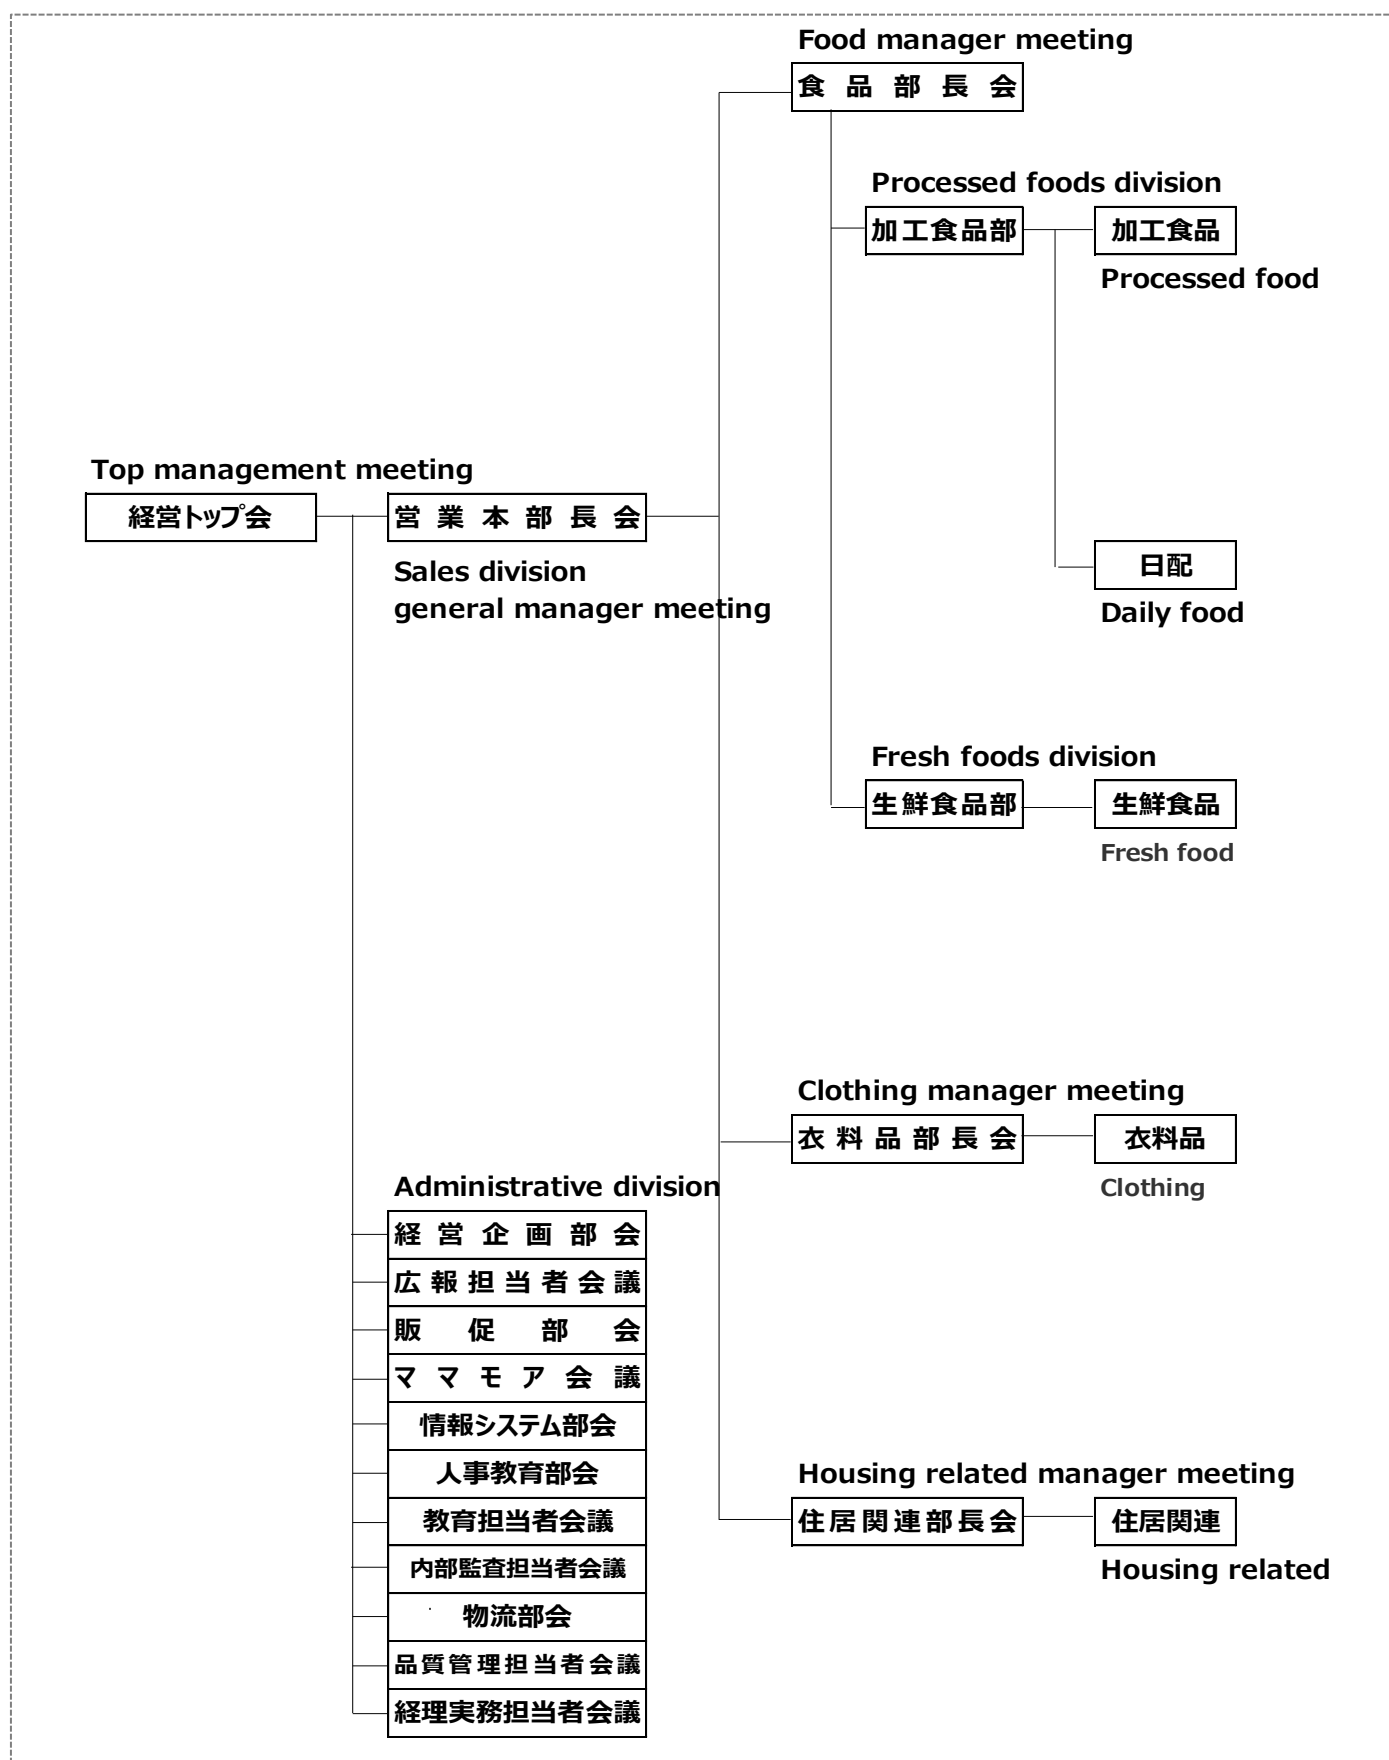 Food manager meeting
食品部長会
Processed foods division
加工食品部
加工食品
Processed food
Top management meeting
経営トップ会
営業本部長会
Sales division
general manager meeting
日配
Daily food
Fresh foods division
生鮮食品部
生鮮食品
Fresh food
Clothing manager meeting
衣料品部長会
衣料品
Clothing
Administrative division
経営企画部会
広報担当者会議
販促部会
ママモア会議
情報システム部会
人事教育部会
教育担当者会議
内部監査担当者会議
物流部会
品質管理担当者会議
経理実務担当者会議
Housing related manager meeting
住居関連部長会
住居関連
Housing related